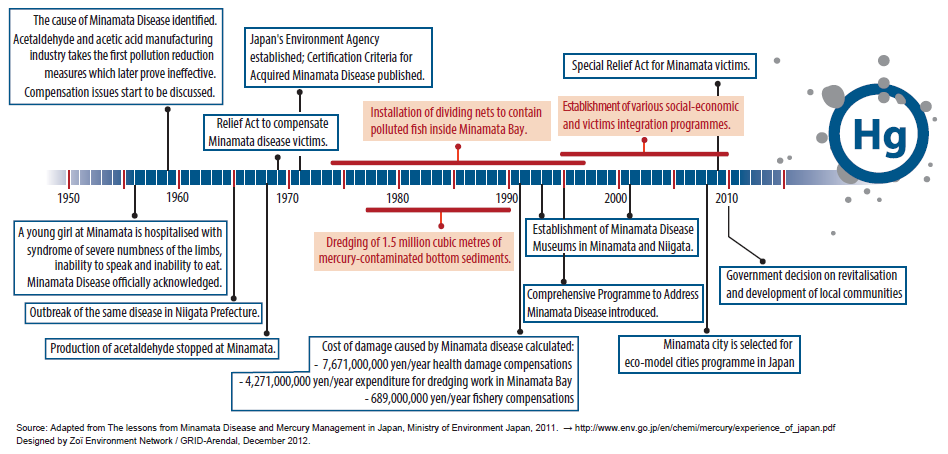 The cause of Minamata Disease identified.
Acetaldehyde and acetic acid manufacturing
industry takes the first pollution reduction
measures which later prove ineffective.
Compensation issues start to be discussed.
Japan's Environment Agency
established; Certification Criteria for
Acquired Minamata Disease published.
Relief Act to compensate
Minamata disease victims.
Installation of dividing nets to contain
polluted fish inside Minamata Bay.
Special Relief Act for Minamata victims.
Establishment of various social-economic
and victims integration programmes.
Hg
1950
1960
1970
1980
1990
2000
2010
A young girl at Minamata is hospitalised with
syndrome of severe numbness of the limbs,
inability to speak and inability to eat.
Minamata Disease officially acknowledged.
Outbreak of the same disease in Niigata Prefecture.
Production of acetaldehyde stopped at Minamata.
Dredging of 1.5 million cubic metres of
mercury-contaminated bottom sediments.
Cost of damage caused by Minamata disease calculated:
- 7,671,000,000 yen/year health damage compensations
- 4,271,000,000 yen/year expenditure for dredging work in Minamata Bay
- 689,000,000 yen/year fishery compensations
Establishment of Minamata Disease
Museums in Minamata and Niigata.
Comprehensive Programme to Address
Minamata Disease introduced.
Minamata city is selected for
eco-model cities programme in Japan
Government decision on revitalisation
and development of local communities
Source: Adapted from The lessons from Minamata Disease and Mercury Management in Japan, Ministry of Environment Japan, 2011. → http://www.env.go.jp/en/chemi/mercury/experience_of_japan.pdf
Designed by Zoï Environment Network / GRID-Arendal, December 2012.